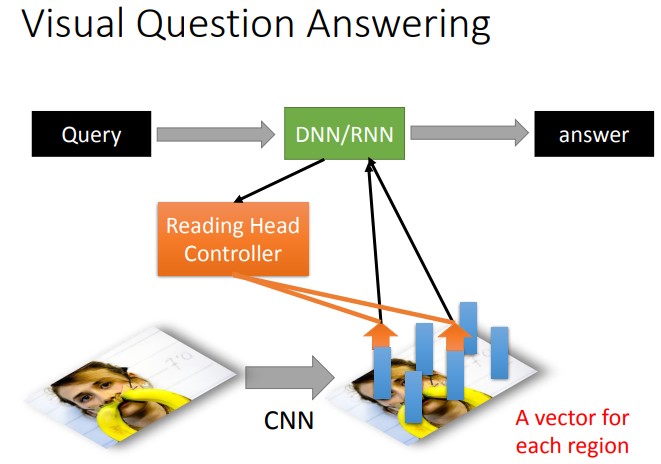 Visual Question Answering
Query
DNN/RNN
answer
Reading Head
Controller
CNN
A vector for
each region